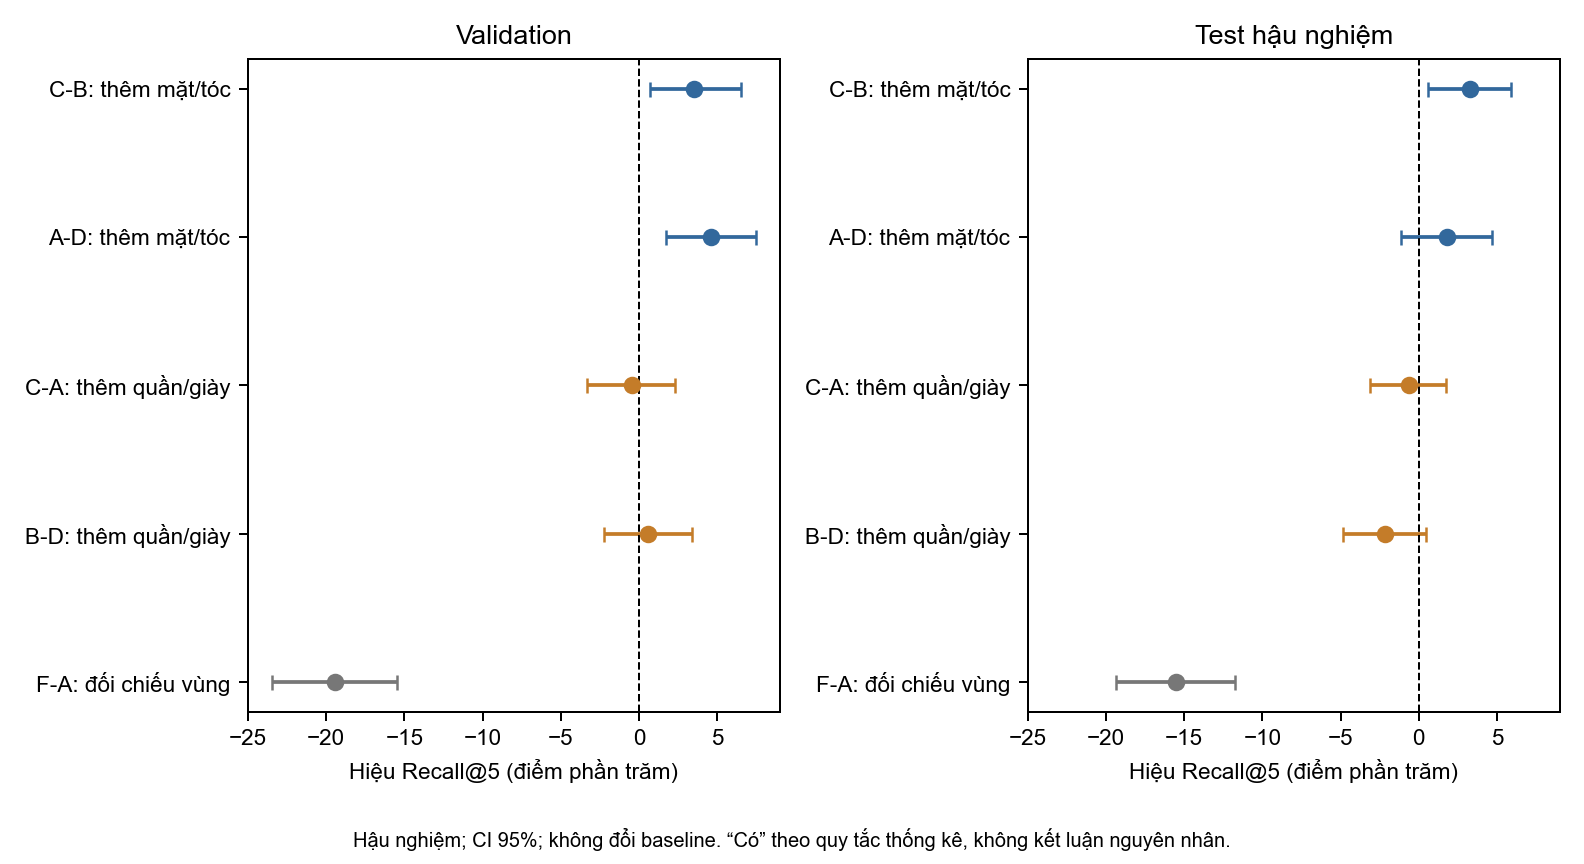 Validation
C-B: thêm mặt/tóc
A-D: thêm mặt/tóc
C-A: thêm quần/giày
B-D: thêm quần/giày
F-A: đối chiếu vùng
−25 −20 −15 −10 −5 0 5
Hiệu Recall@5 (điểm phần trăm)
Test hậu nghiệm
C-B: thêm mặt/tóc
A-D: thêm mặt/tóc
C-A: thêm quần/giày
B-D: thêm quần/giày
F-A: đối chiếu vùng
−25 −20 −15 −10 −5 0 5
Hiệu Recall@5 (điểm phần trăm)
Hậu nghiệm; CI 95%; không đổi baseline. “Có” theo quy tắc thống kê, không kết luận nguyên nhân.